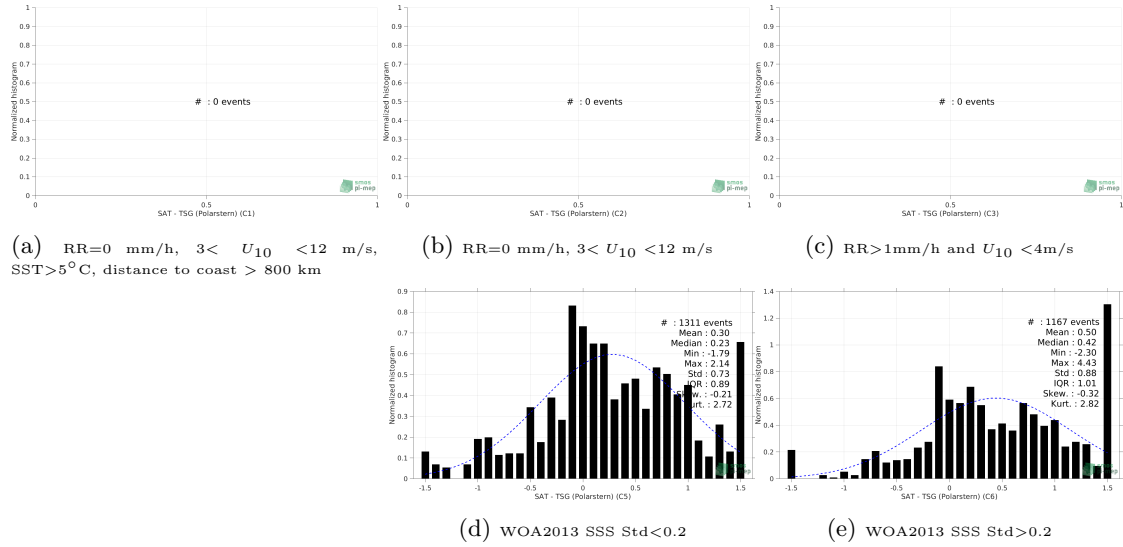 1
0.9
0.8
0.7
0.6
0.5
0.4
0.3
0.2
0.1
0
Normalized histogram
# : 0 events
smos
pi-mep
0 0.5 1
SAT - TSG (Polarstern) (C1)
1
0.9
0.8
0.7
0.6
0.5
0.4
0.3
0.2
0.1
0
Normalized histogram
# : 0 events
smos
pi-mep
0 0.5 1
SAT - TSG (Polarstern) (C2)
1
0.9
0.8
0.7
0.6
0.5
0.4
0.3
0.2
0.1
0
Normalized histogram
# : 0 events
smos
pi-mep
0 0.5 1
SAT - TSG (Polarstern) (C3)
(a) RR=0 mm/h, 3< U10 <12 m/s,
SST>5°C, distance to coast > 800 km
(b) RR=0 mm/h, 3< U10 <12 m/s
(c) RR>1mm/h and U10 <4m/s
0.9
0.8
0.7
0.6
0.5
0.4
0.3
0.2
0.1
0
Normalized histogram
# : 1311 events
Mean : 0.30
Median : 0.23
Min : -1.79
Max : 2.14
Std : 0.73
IQR : 0.89
Skew. : -0.21
Kurt. : 2.72
smos
pi-mep
-1.5 -1 -0.5 0 0.5 1 1.5
SAT - TSG (Polarstern) (C5)
1.4
1.2
1
0.8
0.6
0.4
0.2
0
Normalized histogram
# : 1167 events
Mean : 0.50
Median : 0.42
Min : -2.30
Max : 4.43
Std : 0.88
IQR : 1.01
Skew. : -0.32
Kurt. : 2.82
smos
pi-mep
-1.5 -1 -0.5 0 0.5 1 1.5
SAT - TSG (Polarstern) (C6)
(d) WOA2013 SSS Std<0.2
(e) WOA2013 SSS Std>0.2